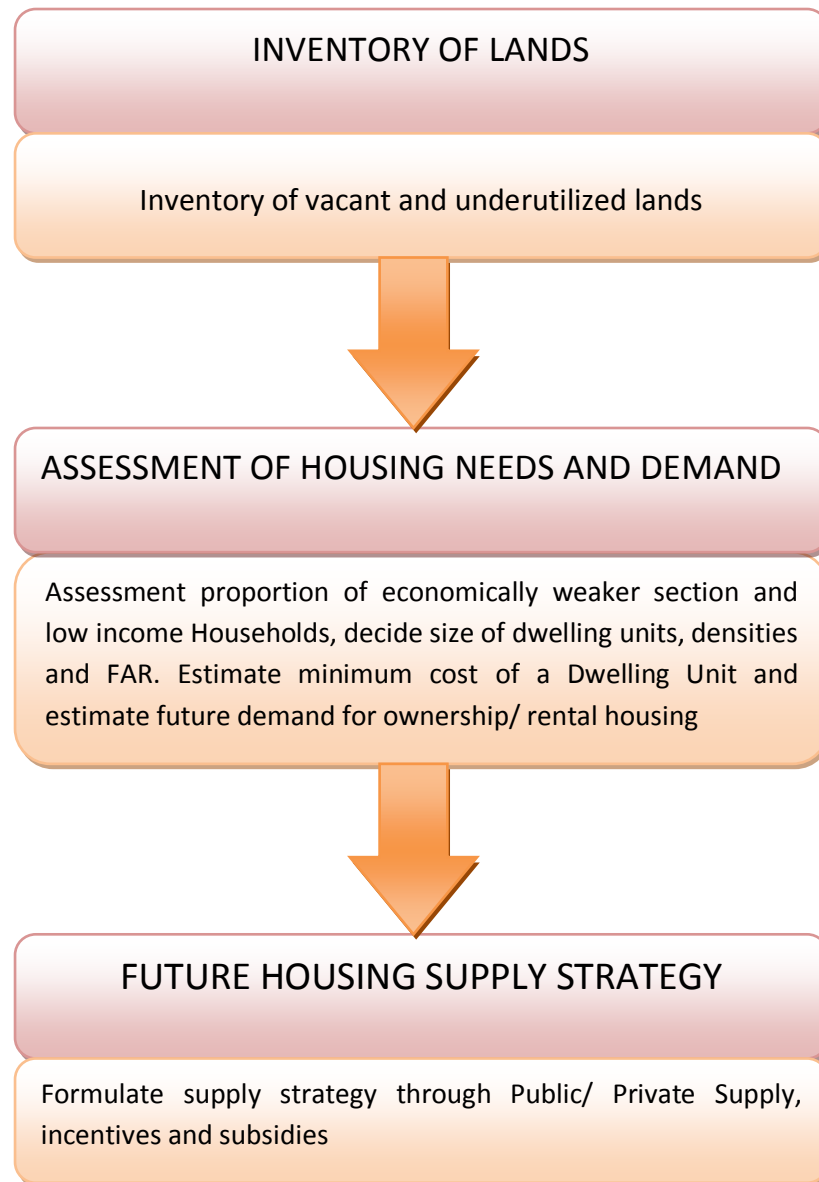 INVENTORY OF LANDS
Inventory of vacant and underutilized lands
ASSESSMENT OF HOUSING NEEDS AND DEMAND
Assessment proportion of economically weaker section and
low income Households, decide size of dwelling units, densities
and FAR. Estimate minimum cost of a Dwelling Unit and
estimate future demand for ownership/ rental housing
FUTURE HOUSING SUPPLY STRATEGY
Formulate supply strategy through Public/ Private Supply,
incentives and subsidies